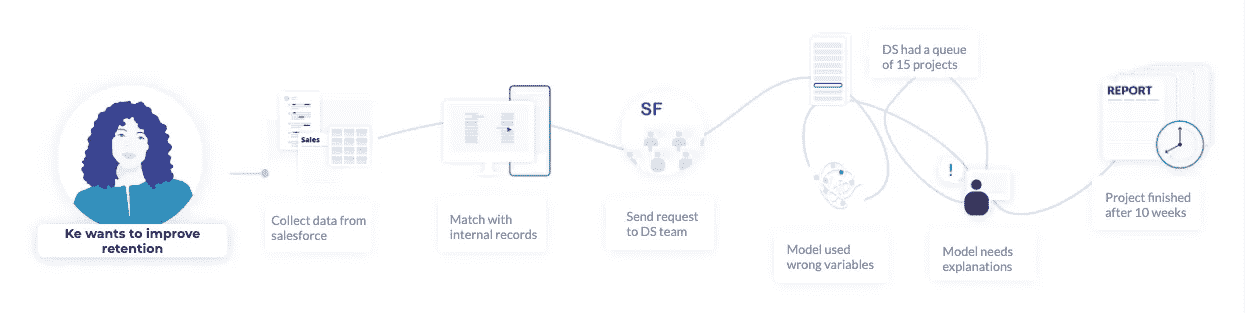 Ke wants to improve
retention
Sales
Collect data from
salesforce
Match with
internal records
SF
Send request
to DS team
DS had a queue
of 15 projects
Model used
wrong variables
!
Model needs
explanations
REPORT
Project finished
after 10 weeks